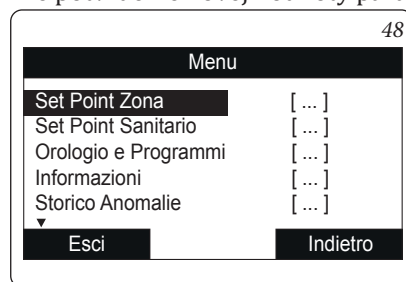 48
Menu
Set Point Zona [ ... ]
Set Point Sanitario [ ... ]
Orologio e Programmi [ ... ]
Informazioni [ ... ]
Storico Anomalie [ ... ]
▼
Esci Indietro